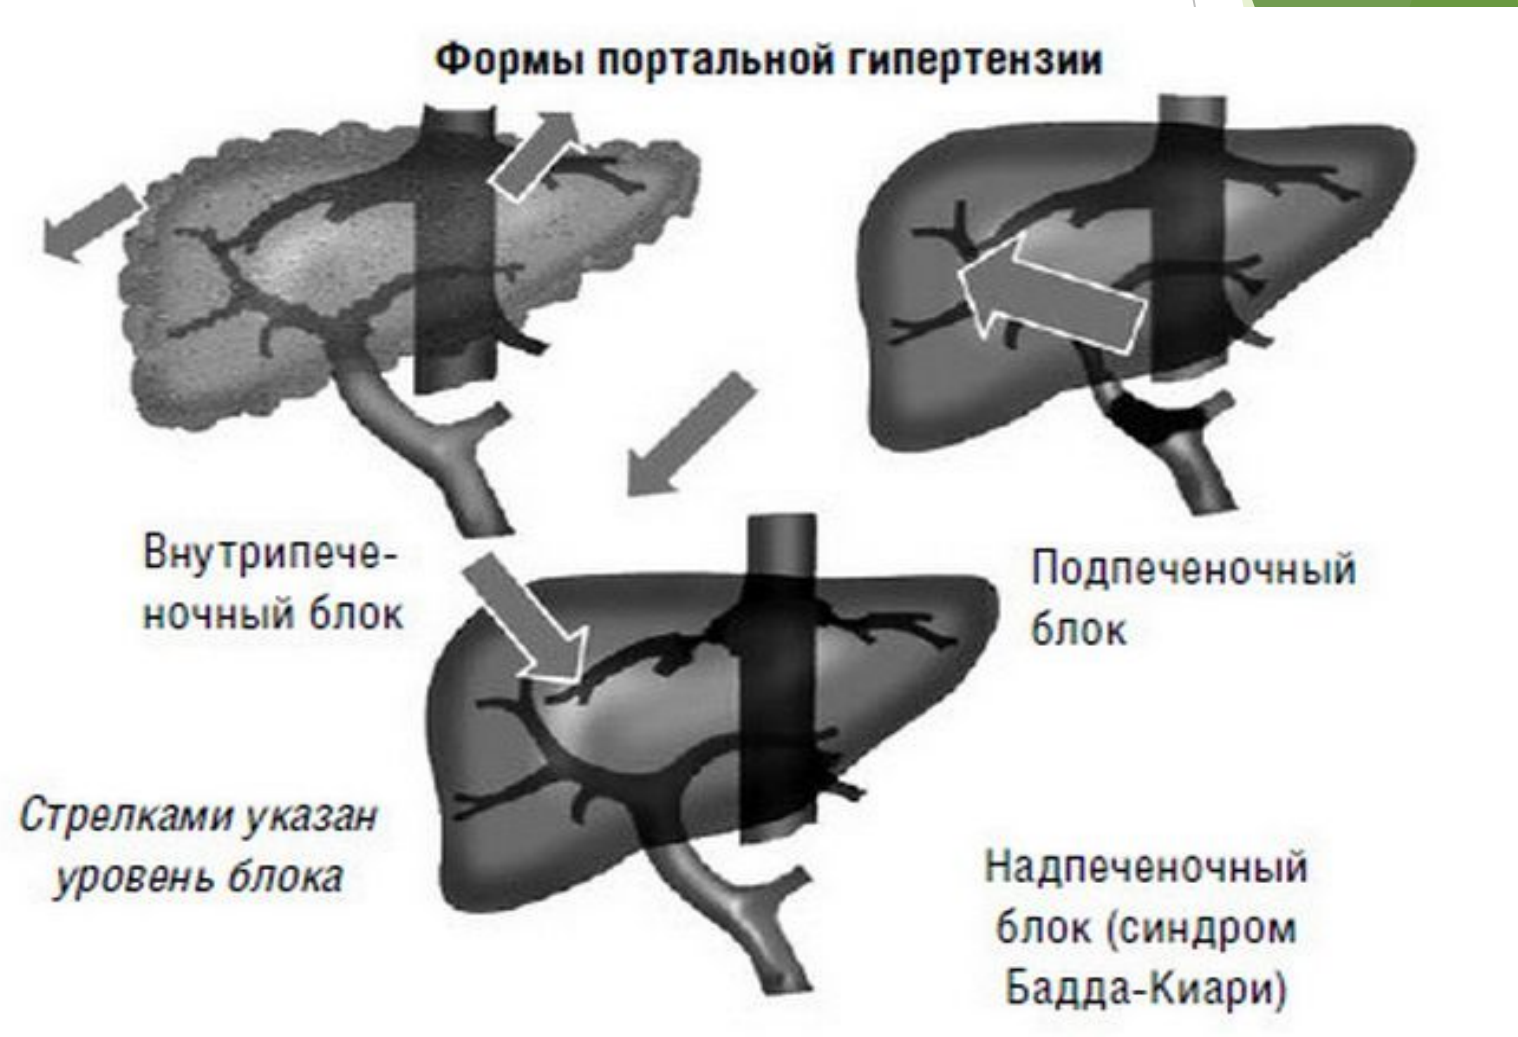 Формы портальной гипертензии
Внутрипече-
ночный блок
Подпеченочный
блок
Стрелками указан
уровень блока
Надпеченочный
блок (синдром
Бадда-Киари)